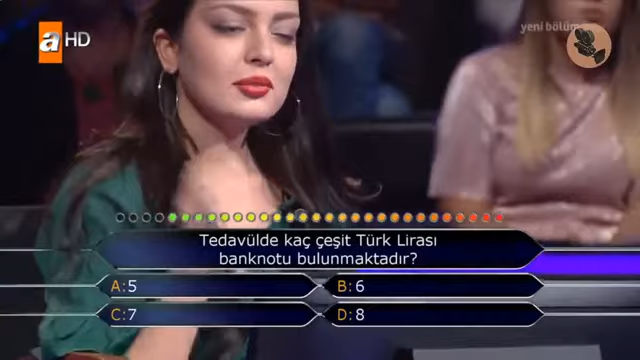 a HD
yeni bölüm
Tedavülde kaç çeşit Türk Lirası
banknotu bulunmaktadır?
A: 5
B: 6
C: 7
D: 8